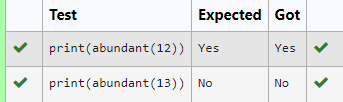 Test Expected Got
print(abundant(12)) Yes Yes
print(abundant(13)) No No